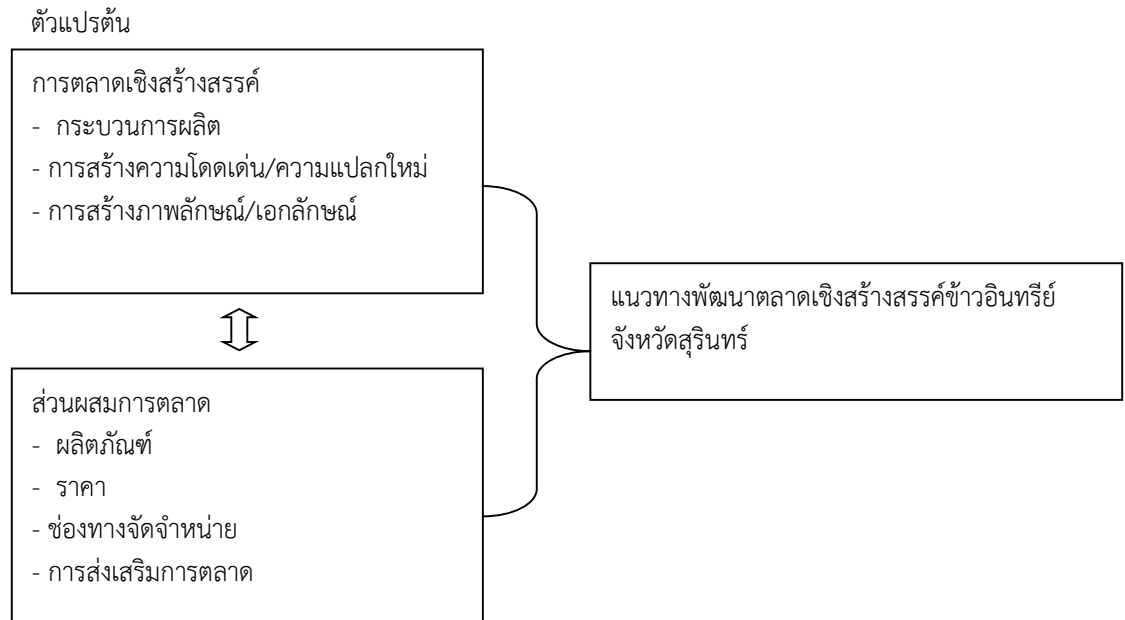 ตัวแปรต้น
การตลาดเชิงสร้างสรรค์
- กระบวนการผลิต
- การสร้างความโดดเด่น/ความแปลกใหม่
- การสร้างภาพลักษณ์/เอกลักษณ์
แนวทางพัฒนาตลาดเชิงสร้างสรรค์ข้าวอินทรีย์
จังหวัดสุรินทร์
ส่วนผสมการตลาด
- ผลิตภัณฑ์
- ราคา
- ช่องทางจัดจำหน่าย
- การส่งเสริมการตลาด